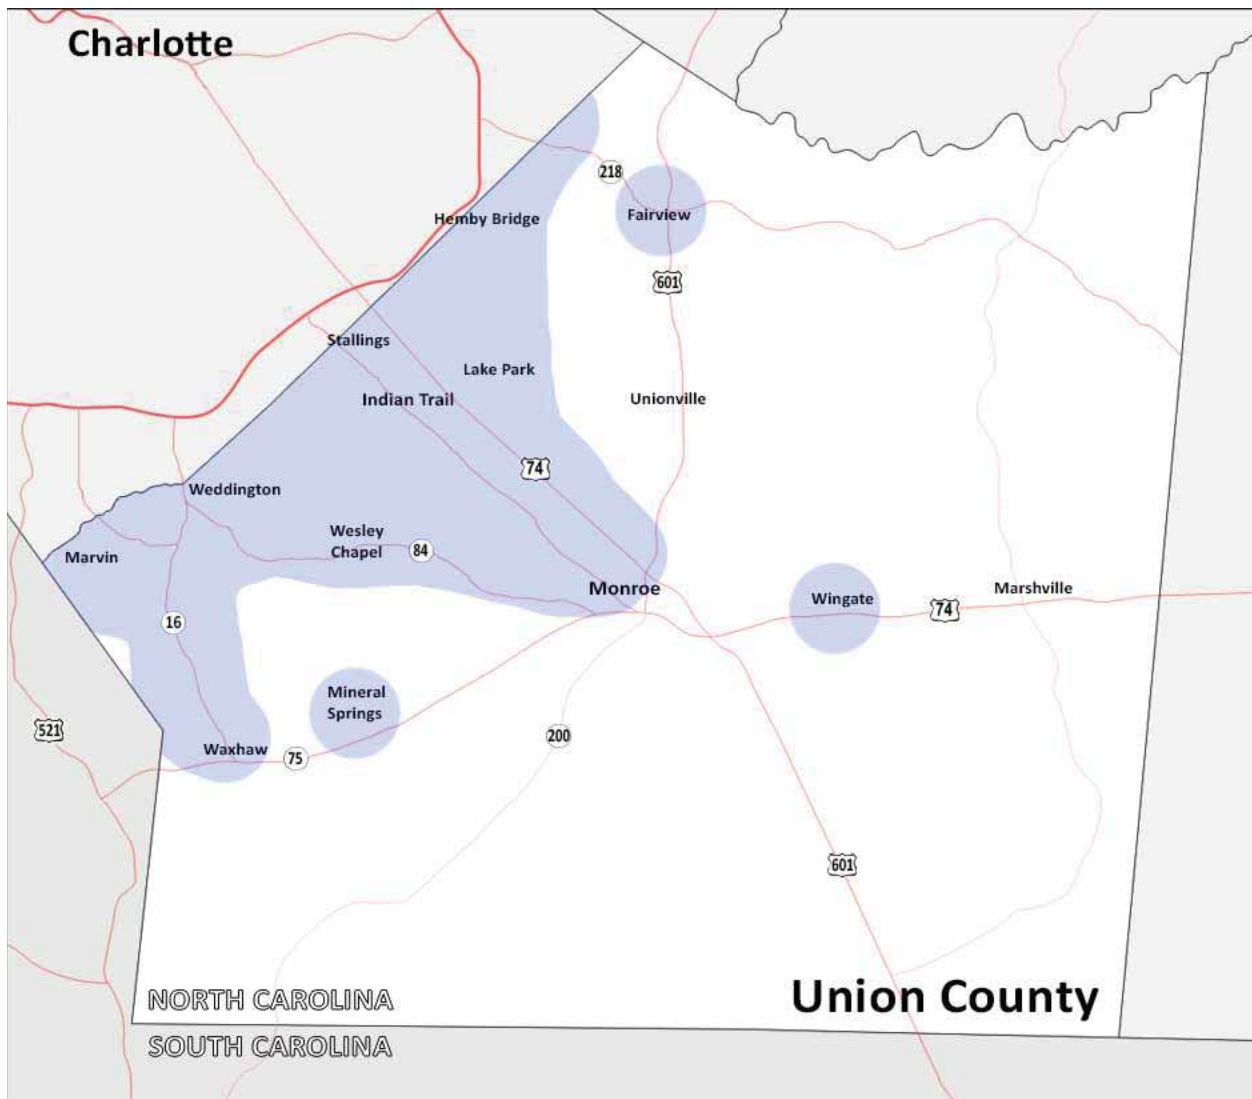 Charlotte
218
Fairview
Hemby Bridge
601
Stallings
Lake Park
Indian Trail
Unionville
74
Weddington
Wesley
Chapel
84
Marvin
Monroe
Wingate
74
Marshville
16
Mineral
Springs
521
Waxhaw
75
200
601
NORTH CAROLINA
Union County
SOUTH CAROLINA